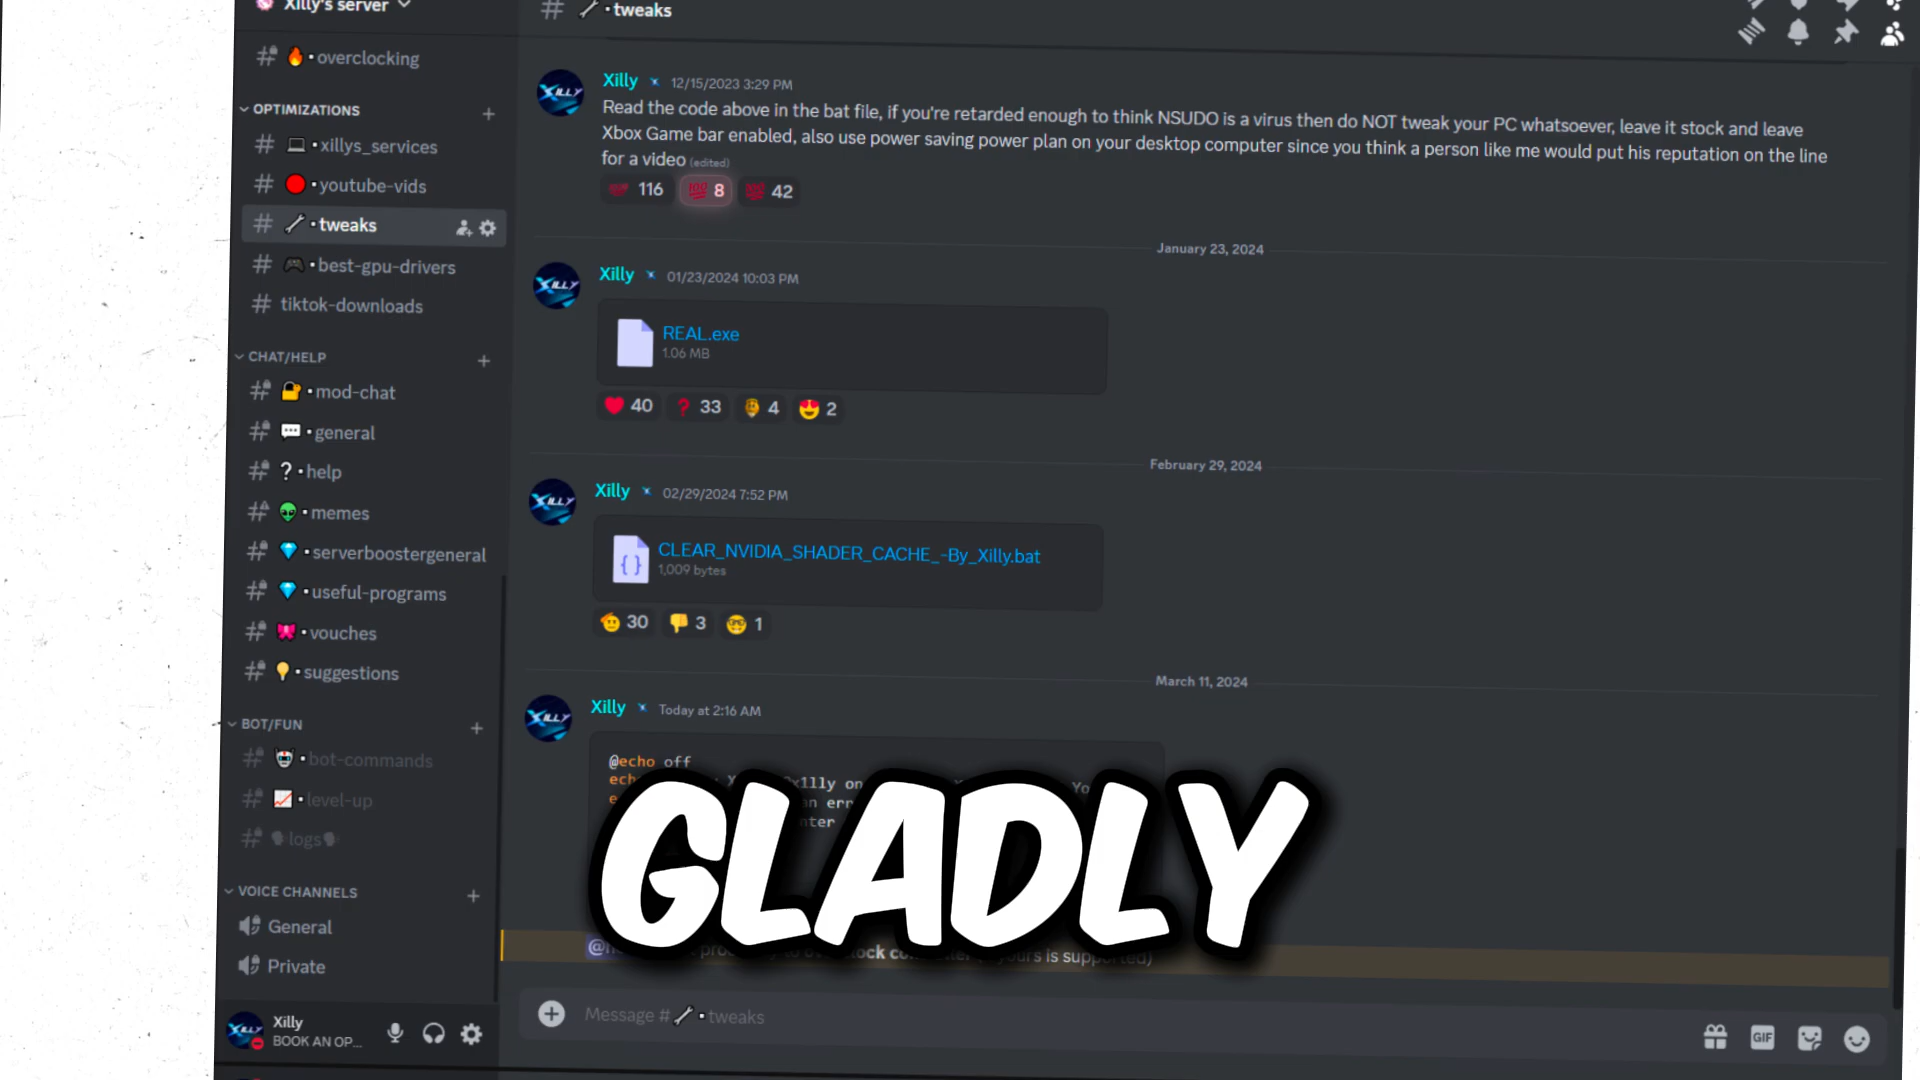 Xilly's server
overclocking
OPTIMIZATIONS
xillys_services
youtube-vids
tweaks
best-gpu-drivers
tiktok-downloads
CHAT/HELP
mod-chat
general
help
memes
serverboostergeneral
useful-programs
vouches
suggestions
BOT/FUN
bot-commands
level-up
logs
VOICE CHANNELS
General
Private
Xilly
BOOK AN OP...
tweaks
Xilly 12/15/2023 3:29 PM
Read the code above in the bat file, if you're retarded enough to think NSUDO is a virus then do NOT tweak your PC whatsoever, leave it stock and leave
Xbox Game bar enabled, also use power saving power plan on your desktop computer since you think a person like me would put his reputation on the line
for a video (edited)
116 8 42
January 23, 2024
Xilly 01/23/2024 10:03 PM
REAL.exe
1.06 MB
40 33 4 2
February 29, 2024
Xilly 02/29/2024 7:52 PM
CLEAR_NVIDIA_SHADER_CACHE_-By_Xilly.bat
1,009 bytes
30 3 1
March 11, 2024
Xilly Today at 2:16 AM
@echo off
GLADLY
is supported)
Message # tweaks
GIF